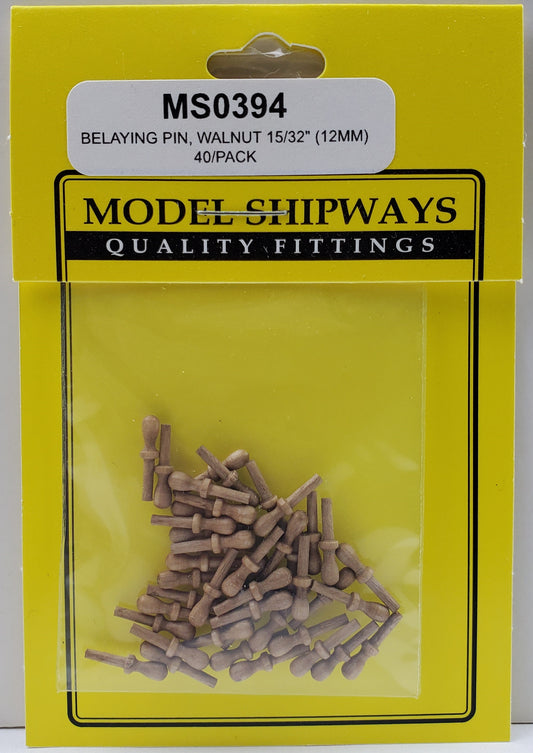 MS0394
BELAYING PIN, WALNUT 15/32" (12MM)
40/PACK
MODEL SHIPWAYS
QUALITY FITTINGS